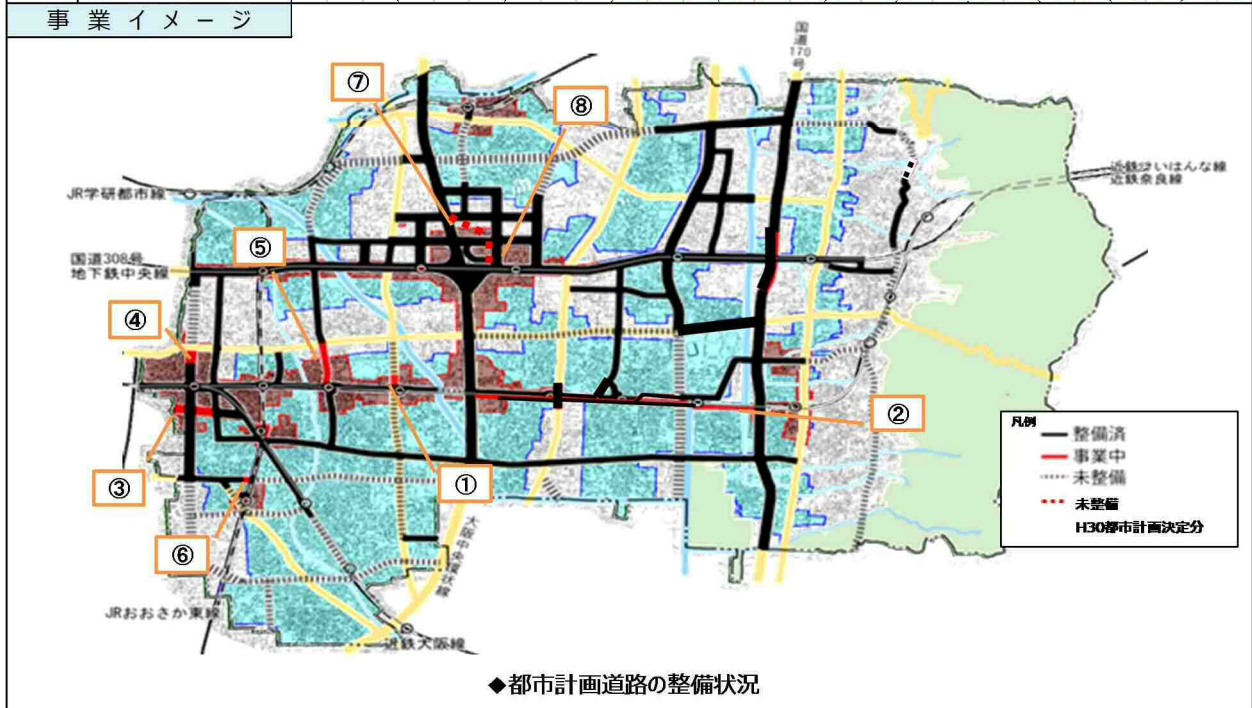 事業イメージ
国道170号
⑦
⑧
近鉄けいはんな線
近鉄奈良線
JR学研都市線
⑤
国道308号
地下鉄中央線
④
②
凡例
整備済
事業中
未整備
未整備
H30都市計画決定分
③
①
⑥
大阪中央環状線
JRおおさか東線
近鉄大阪線
◆都市計画道路の整備状況